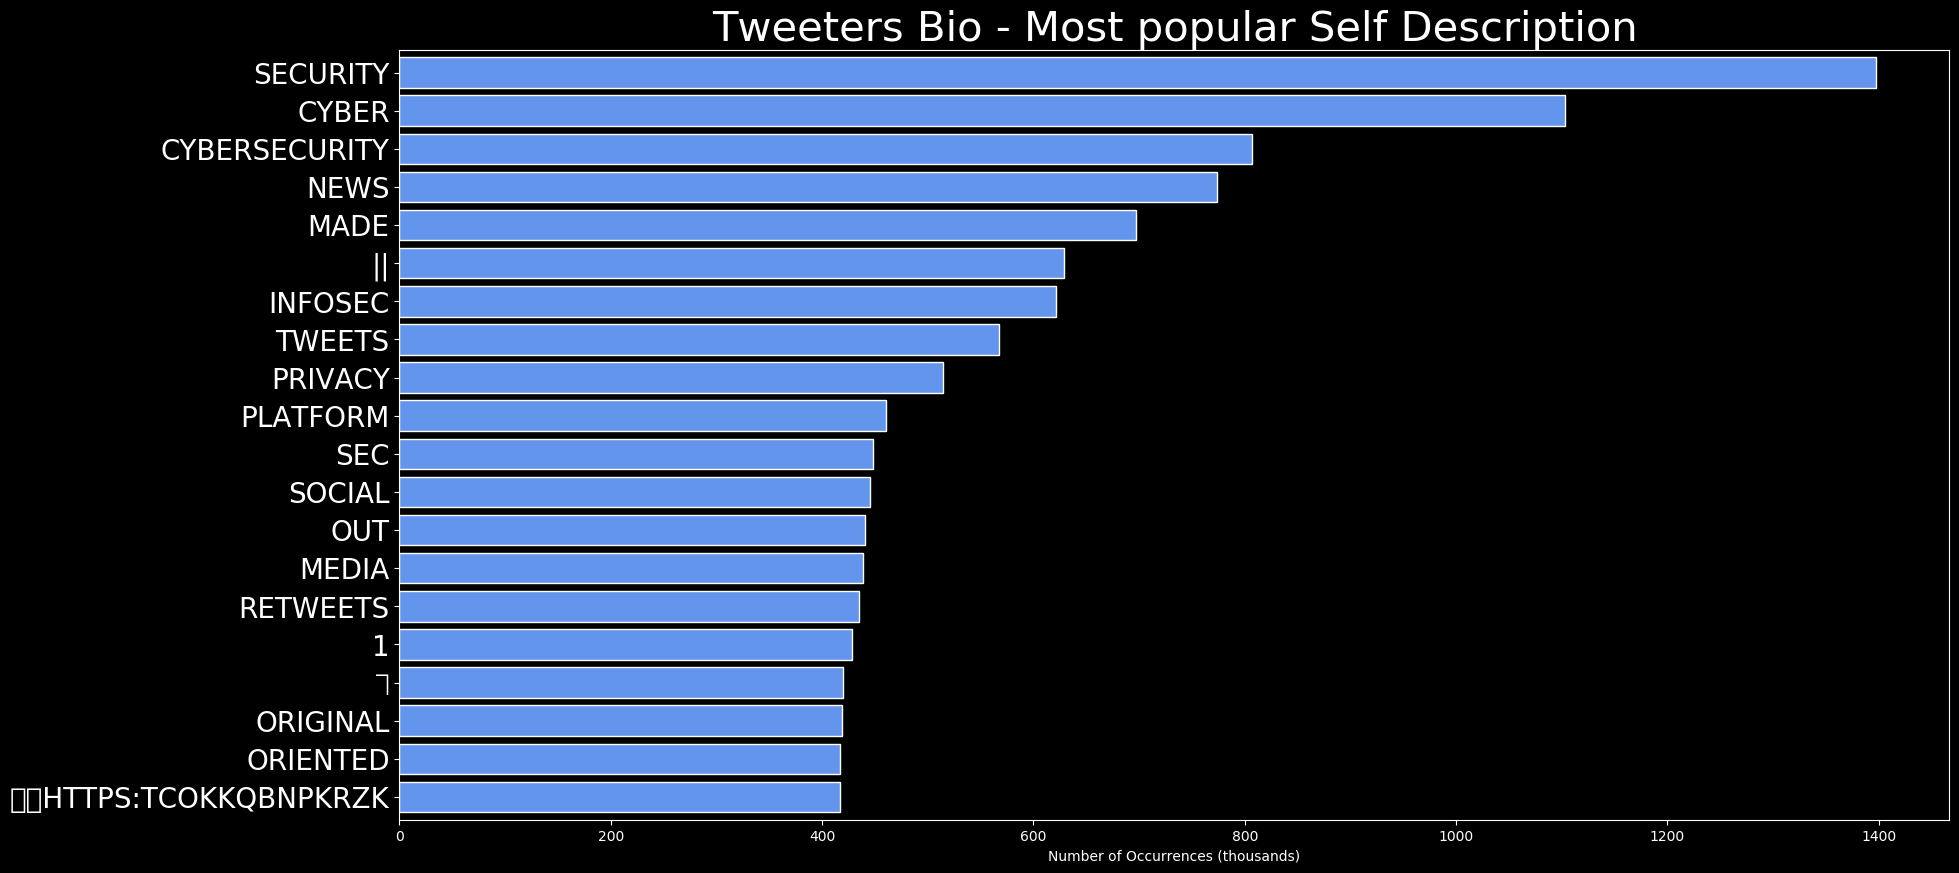 Tweeters Bio - Most popular Self Description
SECURITY
CYBER
CYBERSECURITY
NEWS
MADE
||
INFOSEC
TWEETS
PRIVACY
PLATFORM
SEC
SOCIAL
OUT
MEDIA
RETWEETS
1
ORIGINAL
ORIENTED
HTTPS:TCOKKQBNPKRZK
0 200 400 600 800 1000 1200 1400
Number of Occurrences (thousands)